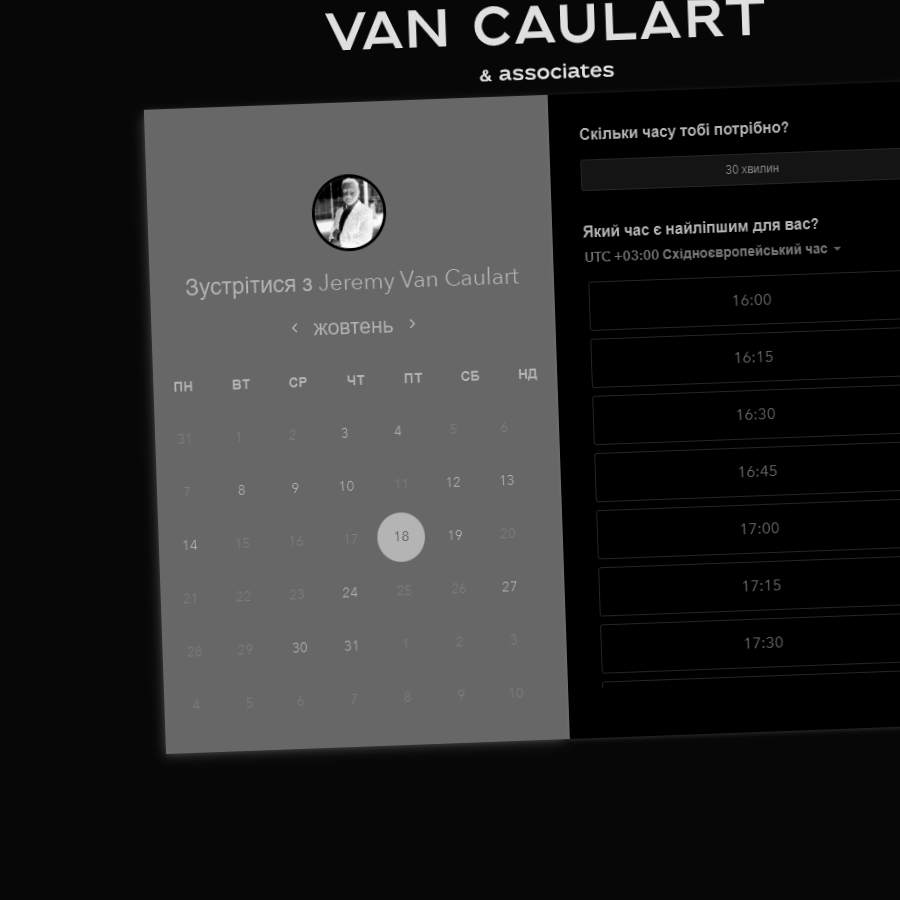 VAN CAULART
& associates
Зустрітися з Jeremy Van Caulart
жовтень
ПН ВТ СР ЧТ ПТ СБ НД
31 1 2 3 4 5 6
7 8 9 10 11 12 13
14 15 16 17 18 19 20
21 22 23 24 25 26 27
28 29 30 31 1 2 3
4 5 6 7 8 9 10
Скільки часу тобі потрібно?
30 хвилин
Який час є найліпшим для вас?
UTC +03:00 Східноєвропейський час
16:00
16:15
16:30
16:45
17:00
17:15
17:30